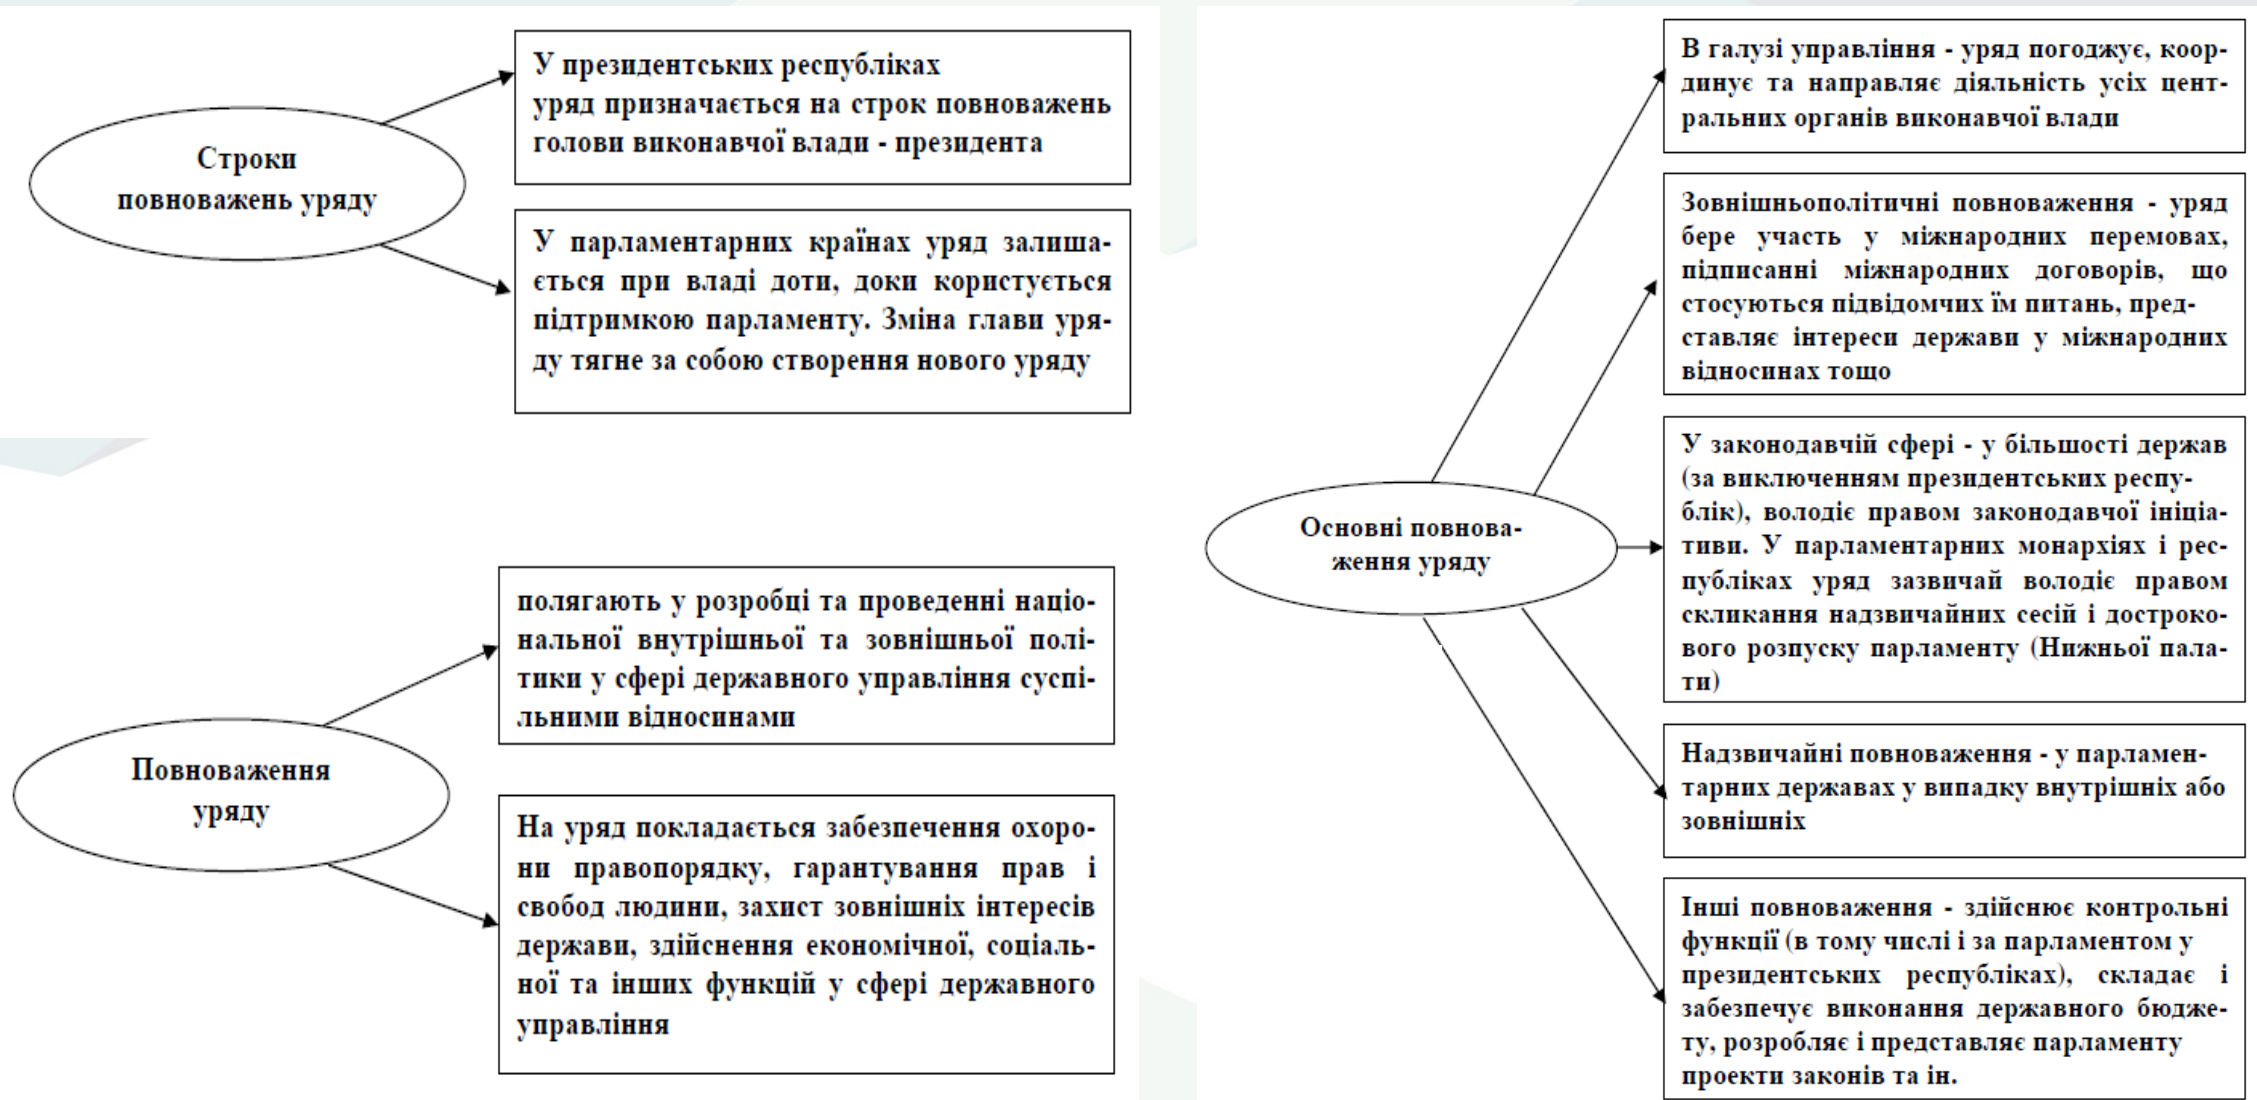 Строки
повноважень уряду
У президентських республіках
уряд призначається на строк повноважень
голови виконавчої влади - президента
У парламентарних країнах уряд залиша-
ється при владі доти, доки користується
підтримкою парламенту. Зміна глави уря-
ду тягне за собою створення нового уряду
Повноваження
уряду
полягають у розробці та проведенні націо-
нальної внутрішньої та зовнішньої полі-
тики у сфері державного управління суспі-
льними відносинами
На уряд покладається забезпечення охоро-
ни правопорядку, гарантування прав і
свобод людини, захист зовнішніх інтересів
держави, здійснення економічної, соціаль-
ної та інших функцій у сфері державного
управління
Основні повнова-
ження уряду
В галузі управління - уряд погоджує, коор-
динує та направляє діяльність усіх цент-
ральних органів виконавчої влади
Зовнішньополітичні повноваження - уряд
бере участь у міжнародних перемовах,
підписанні міжнародних договорів, що
стосуються підвідомчих їм питань, пред-
ставляє інтереси держави у міжнародних
відносинах тощо
У законодавчій сфері - у більшості держав
(за виключенням президентських респу-
блік), володіє правом законодавчої ініціа-
тиви. У парламентарних монархіях і рес-
публіках уряд зазвичай володіє правом
скликання надзвичайних сесій і достроко-
вого розпуску парламенту (Нижньої пала-
ти)
Надзвичайні повноваження - у парламен-
тарних державах у випадку внутрішніх або
зовнішніх
Інші повноваження - здійснює контрольні
функції (в тому числі і за парламентом у
президентських республіках), складає і
забезпечує виконання державного бюдже-
ту, розробляє і представляє парламенту
проекти законів та ін.